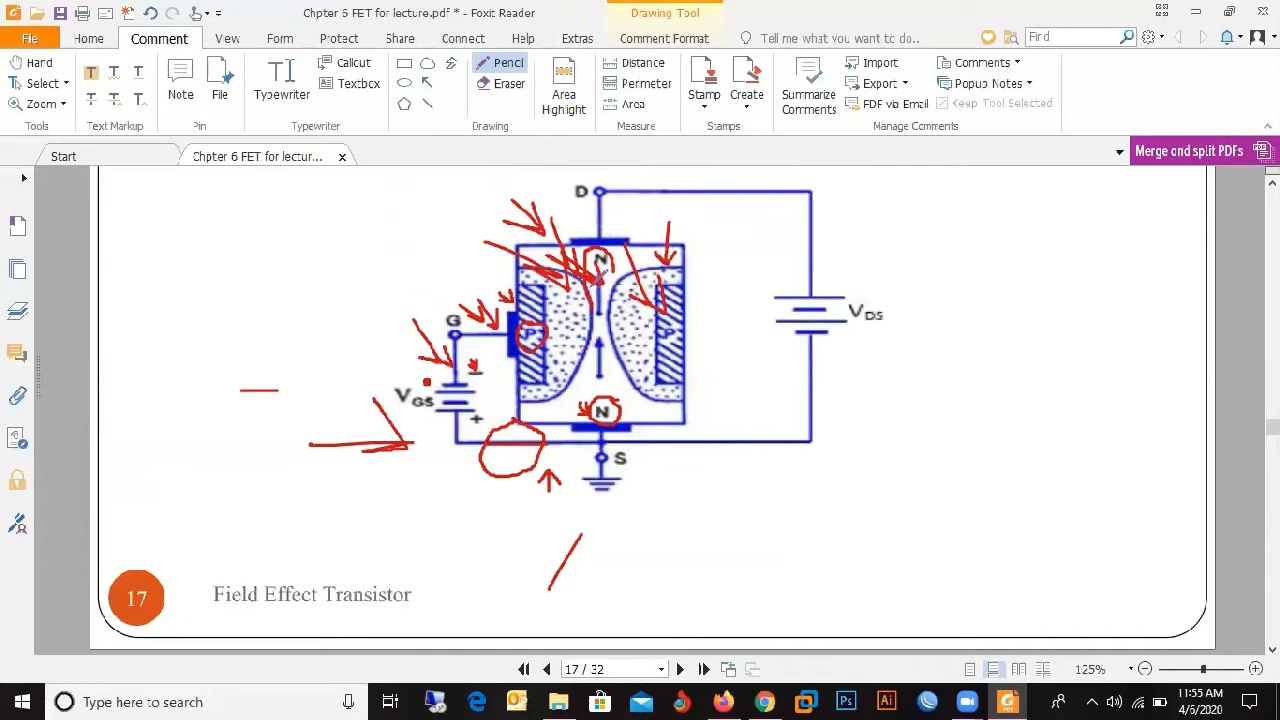 Chpter 6 FET for lecture.pdf * - Foxit Reader
Drawing Tool
File
Home
Comment
View
Form
Protect
Share
Connect
Help
Extras
Comment Format
Tell me what you want to do..
Find
Hand
Select
Zoom
Tools
T
T
T
T
T
T
Text Markup
Note
File
Pin
Typewriter
Callout
Textbox
Typewriter
Pencil
Eraser
Drawing
Area
Highlight
Distance
Perimeter
Area
Measure
Stamp
Create
Stamps
Summarize
Comments
Import
Export
FDF via Email
Comments
Popup Notes
Keep Tool Selected
Manage Comments
Start
Chpter 6 FET for lectur...
Merge and split PDFs
D
N
G
P
P
VDS
VGS
−
+
N
S
17
Field Effect Transistor
17 / 32
125%
Type here to search
Ps
Ai
11:55 AM
4/6/2020